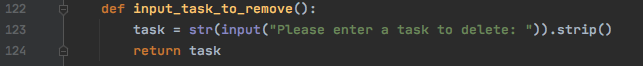 122 def input_task_to_remove():
123 task = str(input("Please enter a task to delete: ")).strip()
124 return task